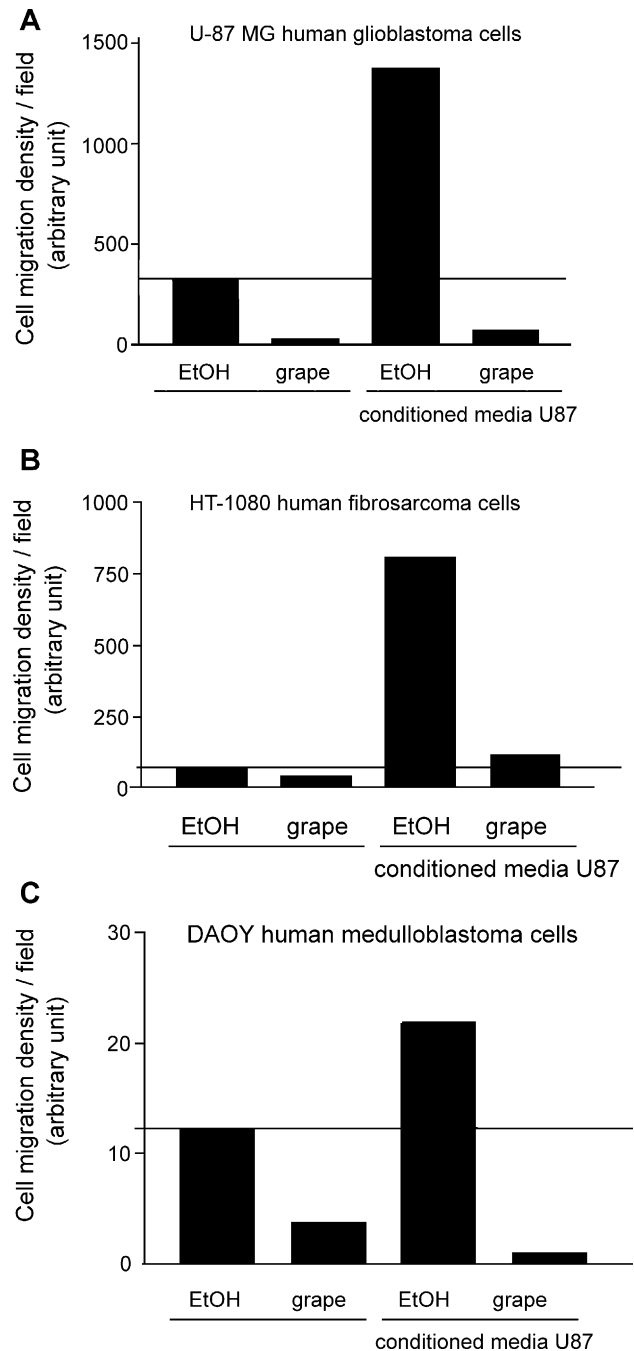 A
U-87 MG human glioblastoma cells
Cell migration density / field
(arbitrary unit)
1500
1000
500
0
EtOH grape EtOH grape
conditioned media U87
B
HT-1080 human fibrosarcoma cells
Cell migration density / field
(arbitrary unit)
1000
750
500
250
0
EtOH grape EtOH grape
conditioned media U87
C
DAOY human medulloblastoma cells
Cell migration density / field
(arbitrary unit)
30
20
10
0
EtOH grape EtOH grape
conditioned media U87